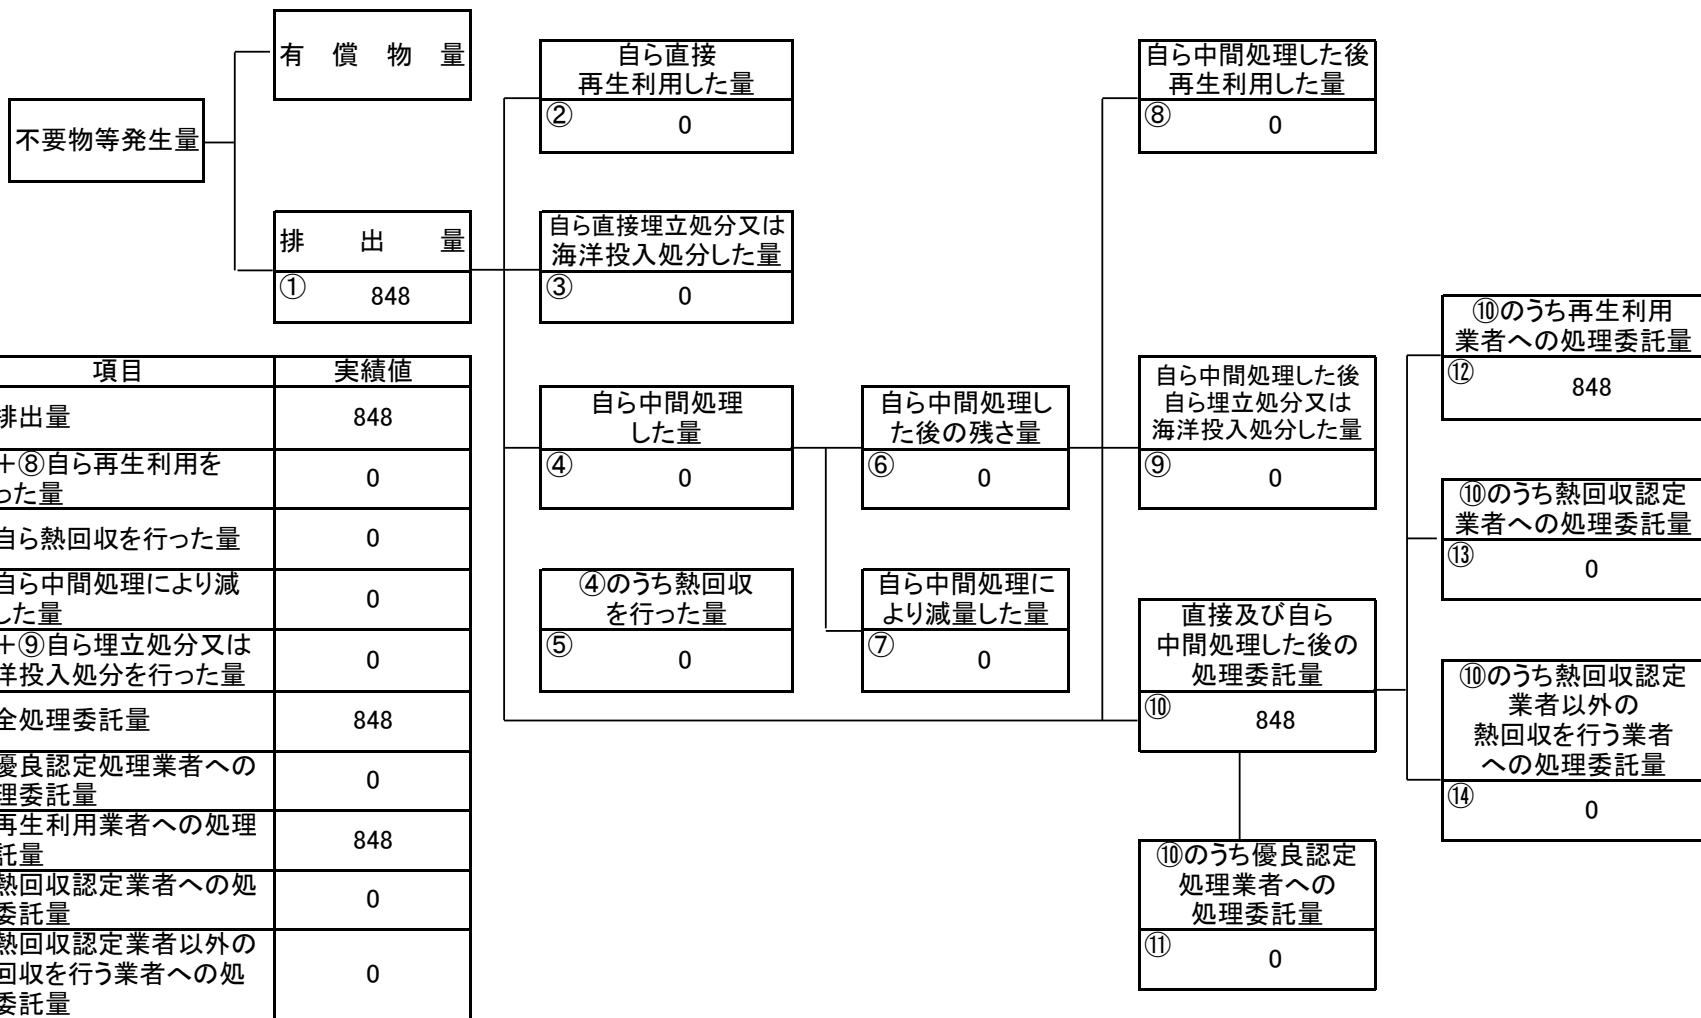 有 償 物 量
不要物等発生量
排 出 量
① 848
自ら直接
再生利用した量
② 0
自ら直接埋立処分又は
海洋投入処分した量
③ 0
自ら中間処理
した量
④ 0
④のうち熱回収
を行った量
⑤ 0
自ら中間処理し
た後の残さ量
⑥ 0
自ら中間処理に
より減量した量
⑦ 0
自ら中間処理した後
再生利用した量
⑧ 0
自ら中間処理した後
自ら埋立処分又は
海洋投入処分した量
⑨ 0
直接及び自ら
中間処理した後の
処理委託量
⑩ 848
⑩のうち優良認定
処理業者への
処理委託量
⑪ 0
⑩のうち再生利用
業者への処理委託量
⑫ 848
⑩のうち熱回収認定
業者への処理委託量
⑬ 0
⑩のうち熱回収認定
業者以外の
熱回収を行う業者
への処理委託量
⑭ 0
項目 実績値
排出量 848
+⑧自ら再生利用を
った量 0
自ら熱回収を行った量 0
自ら中間処理により減
した量 0
+⑨自ら埋立処分又は
洋投入処分を行った量 0
全処理委託量 848
優良認定処理業者への
理委託量 0
再生利用業者への処理
託量 848
熱回収認定業者への処
委託量 0
熱回収認定業者以外の
回収を行う業者への処
委託量 0